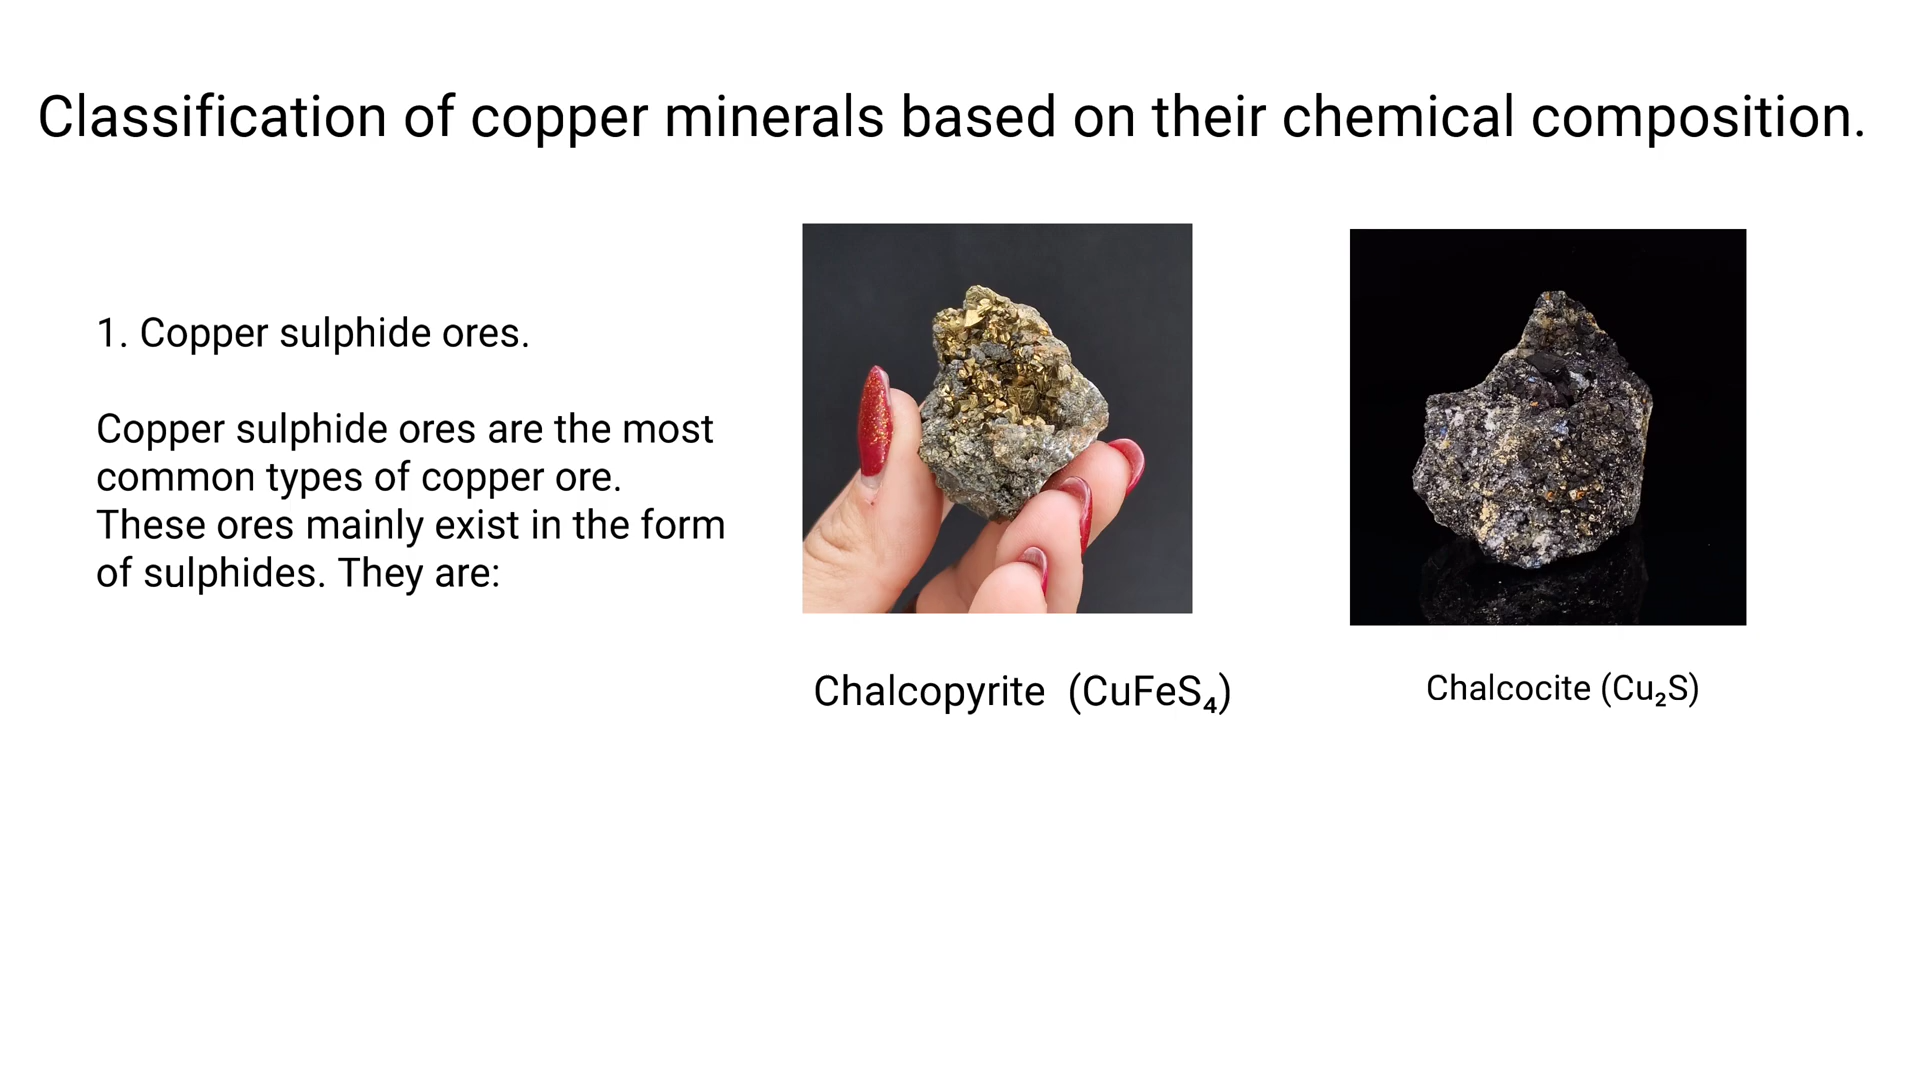 Classification of copper minerals based on their chemical composition.
1. Copper sulphide ores.
Copper sulphide ores are the most
common types of copper ore.
These ores mainly exist in the form
of sulphides. They are:
Chalcopyrite (CuFeS₄)
Chalcocite (Cu₂S)